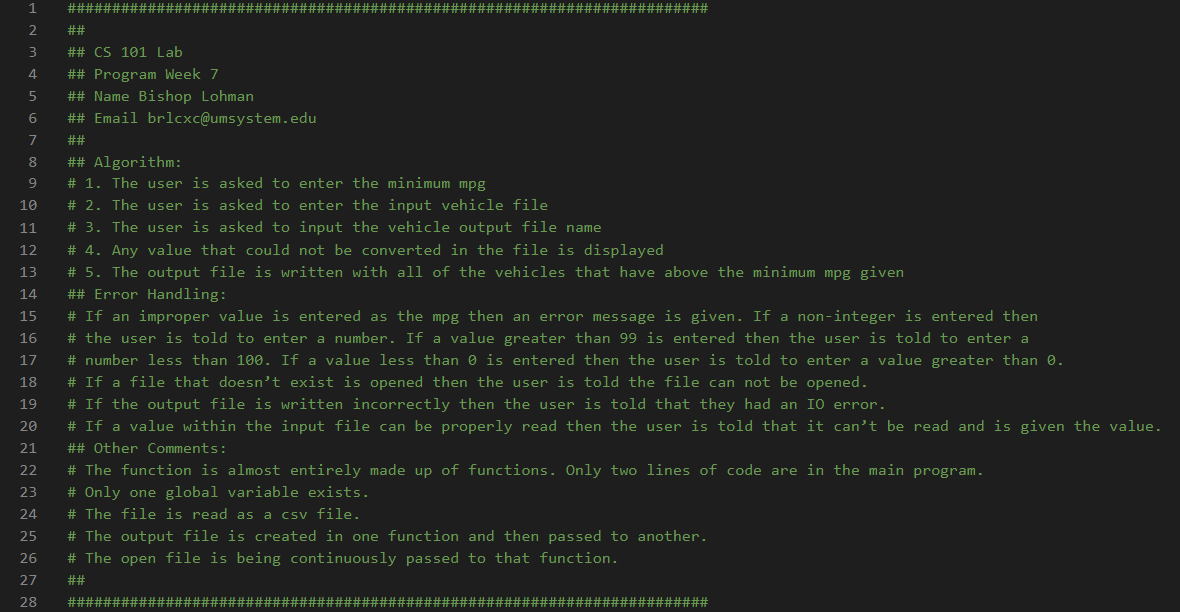 1 ########################################################################
2 ##
3 ## CS 101 Lab
4 ## Program Week 7
5 ## Name Bishop Lohman
6 ## Email brlcxc@umsystem.edu
7 ##
8 ## Algorithm:
9 # 1. The user is asked to enter the minimum mpg
10 # 2. The user is asked to enter the input vehicle file
11 # 3. The user is asked to input the vehicle output file name
12 # 4. Any value that could not be converted in the file is displayed
13 # 5. The output file is written with all of the vehicles that have above the minimum mpg given
14 ## Error Handling:
15 # If an improper value is entered as the mpg then an error message is given. If a non-integer is entered then
16 # the user is told to enter a number. If a value greater than 99 is entered then the user is told to enter a
17 # number less than 100. If a value less than 0 is entered then the user is told to enter a value greater than 0.
18 # If a file that doesn’t exist is opened then the user is told the file can not be opened.
19 # If the output file is written incorrectly then the user is told that they had an IO error.
20 # If a value within the input file can be properly read then the user is told that it can’t be read and is given the value.
21 ## Other Comments:
22 # The function is almost entirely made up of functions. Only two lines of code are in the main program.
23 # Only one global variable exists.
24 # The file is read as a csv file.
25 # The output file is created in one function and then passed to another.
26 # The open file is being continuously passed to that function.
27 ##
28 ########################################################################